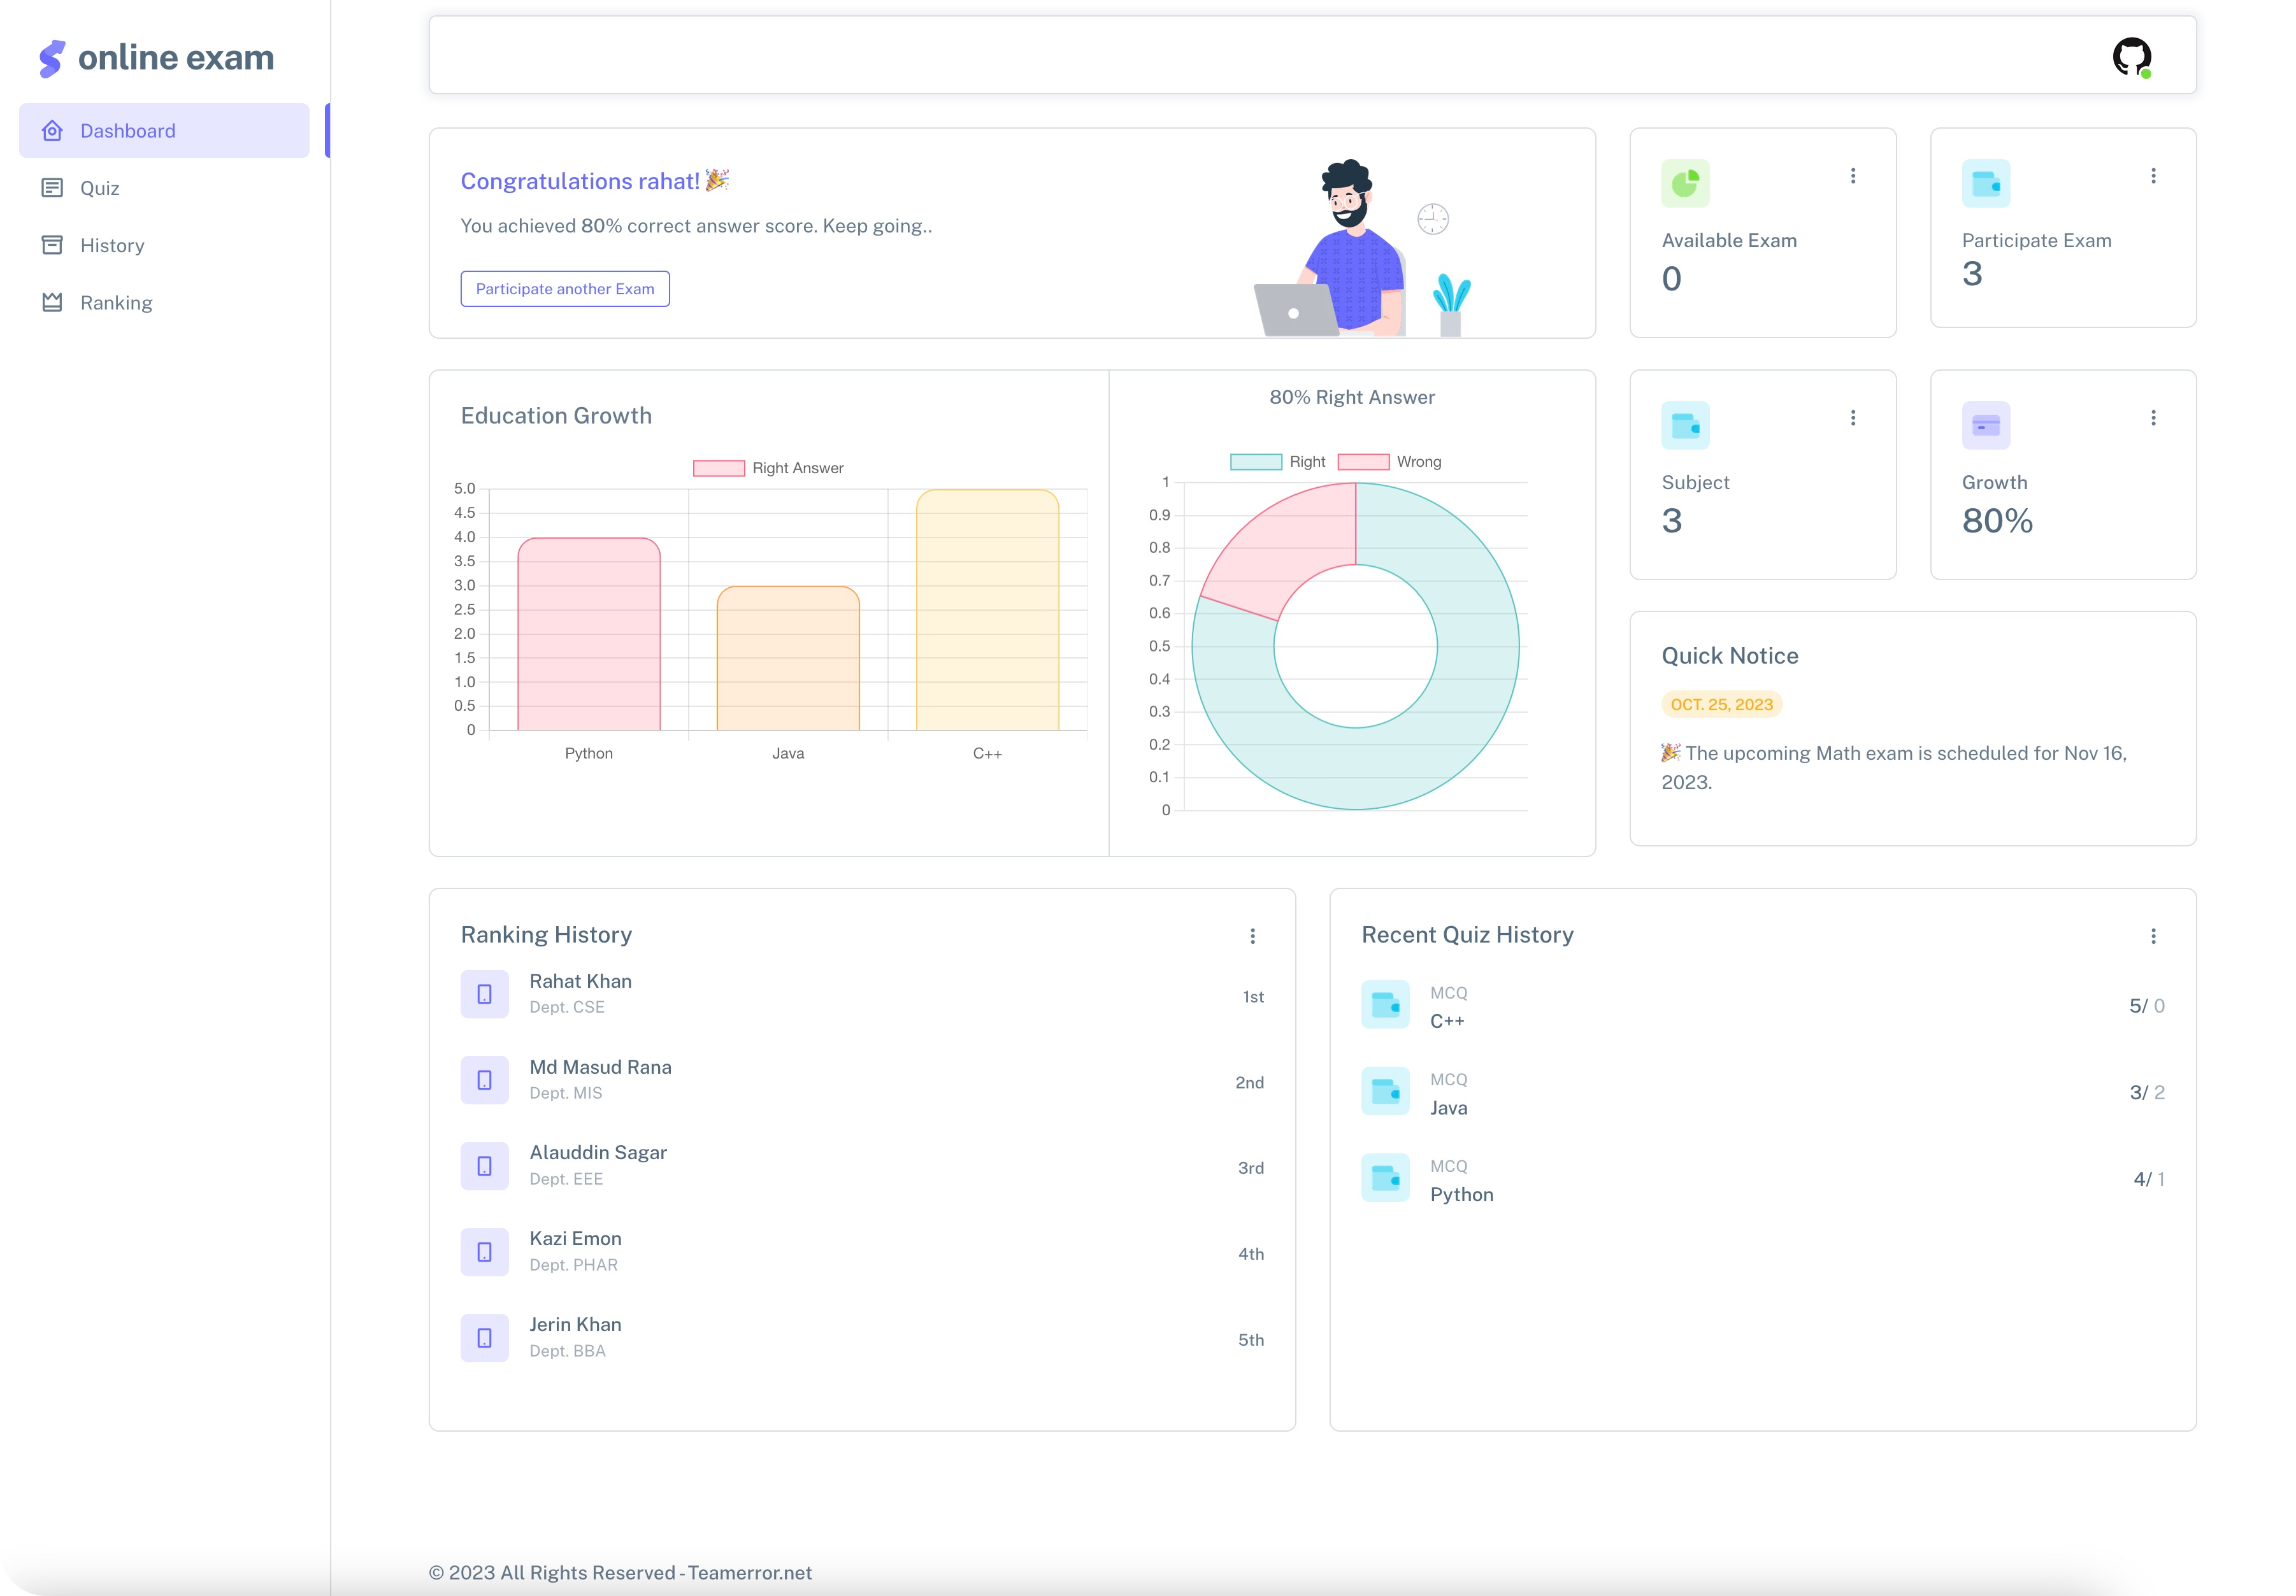 online exam
Dashboard
Quiz
History
Ranking
Congratulations rahat! 🎉
You achieved 80% correct answer score. Keep going..
Participate another Exam
Available Exam
0
Participate Exam
3
Education Growth
Right Answer
5.0
4.5
4.0
3.5
3.0
2.5
2.0
1.5
1.0
0.5
0
Python Java C++
80% Right Answer
Right Wrong
1
0.9
0.8
0.7
0.6
0.5
0.4
0.3
0.2
0.1
0
Subject
3
Growth
80%
Quick Notice
OCT. 25, 2023
🎉 The upcoming Math exam is scheduled for Nov 16,
2023.
Ranking History
Rahat Khan
Dept. CSE
1st
Md Masud Rana
Dept. MIS
2nd
Alauddin Sagar
Dept. EEE
3rd
Kazi Emon
Dept. PHAR
4th
Jerin Khan
Dept. BBA
5th
Recent Quiz History
MCQ
C++
5/ 0
MCQ
Java
3/ 2
MCQ
Python
4/ 1
© 2023 All Rights Reserved - Teamerror.net